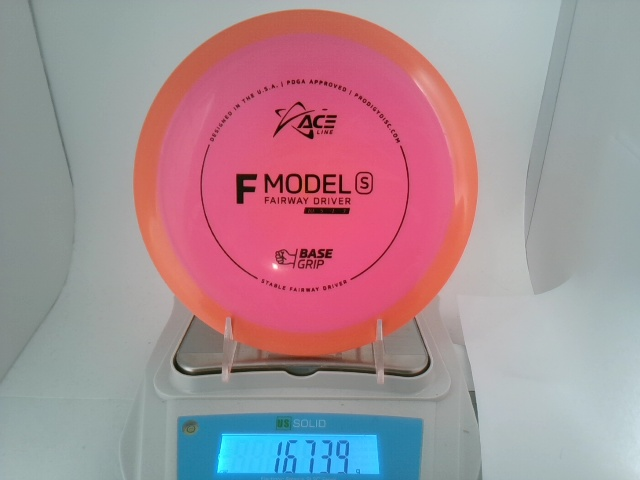 DESIGNED IN THE U.S.A. | PDGA APPROVED | PRODIGYDISC.COM
ACE
LINE
F MODEL S
FAIRWAY DRIVER
BASE
GRIP
STABLE FAIRWAY DRIVER
US SOLID
167.39 g